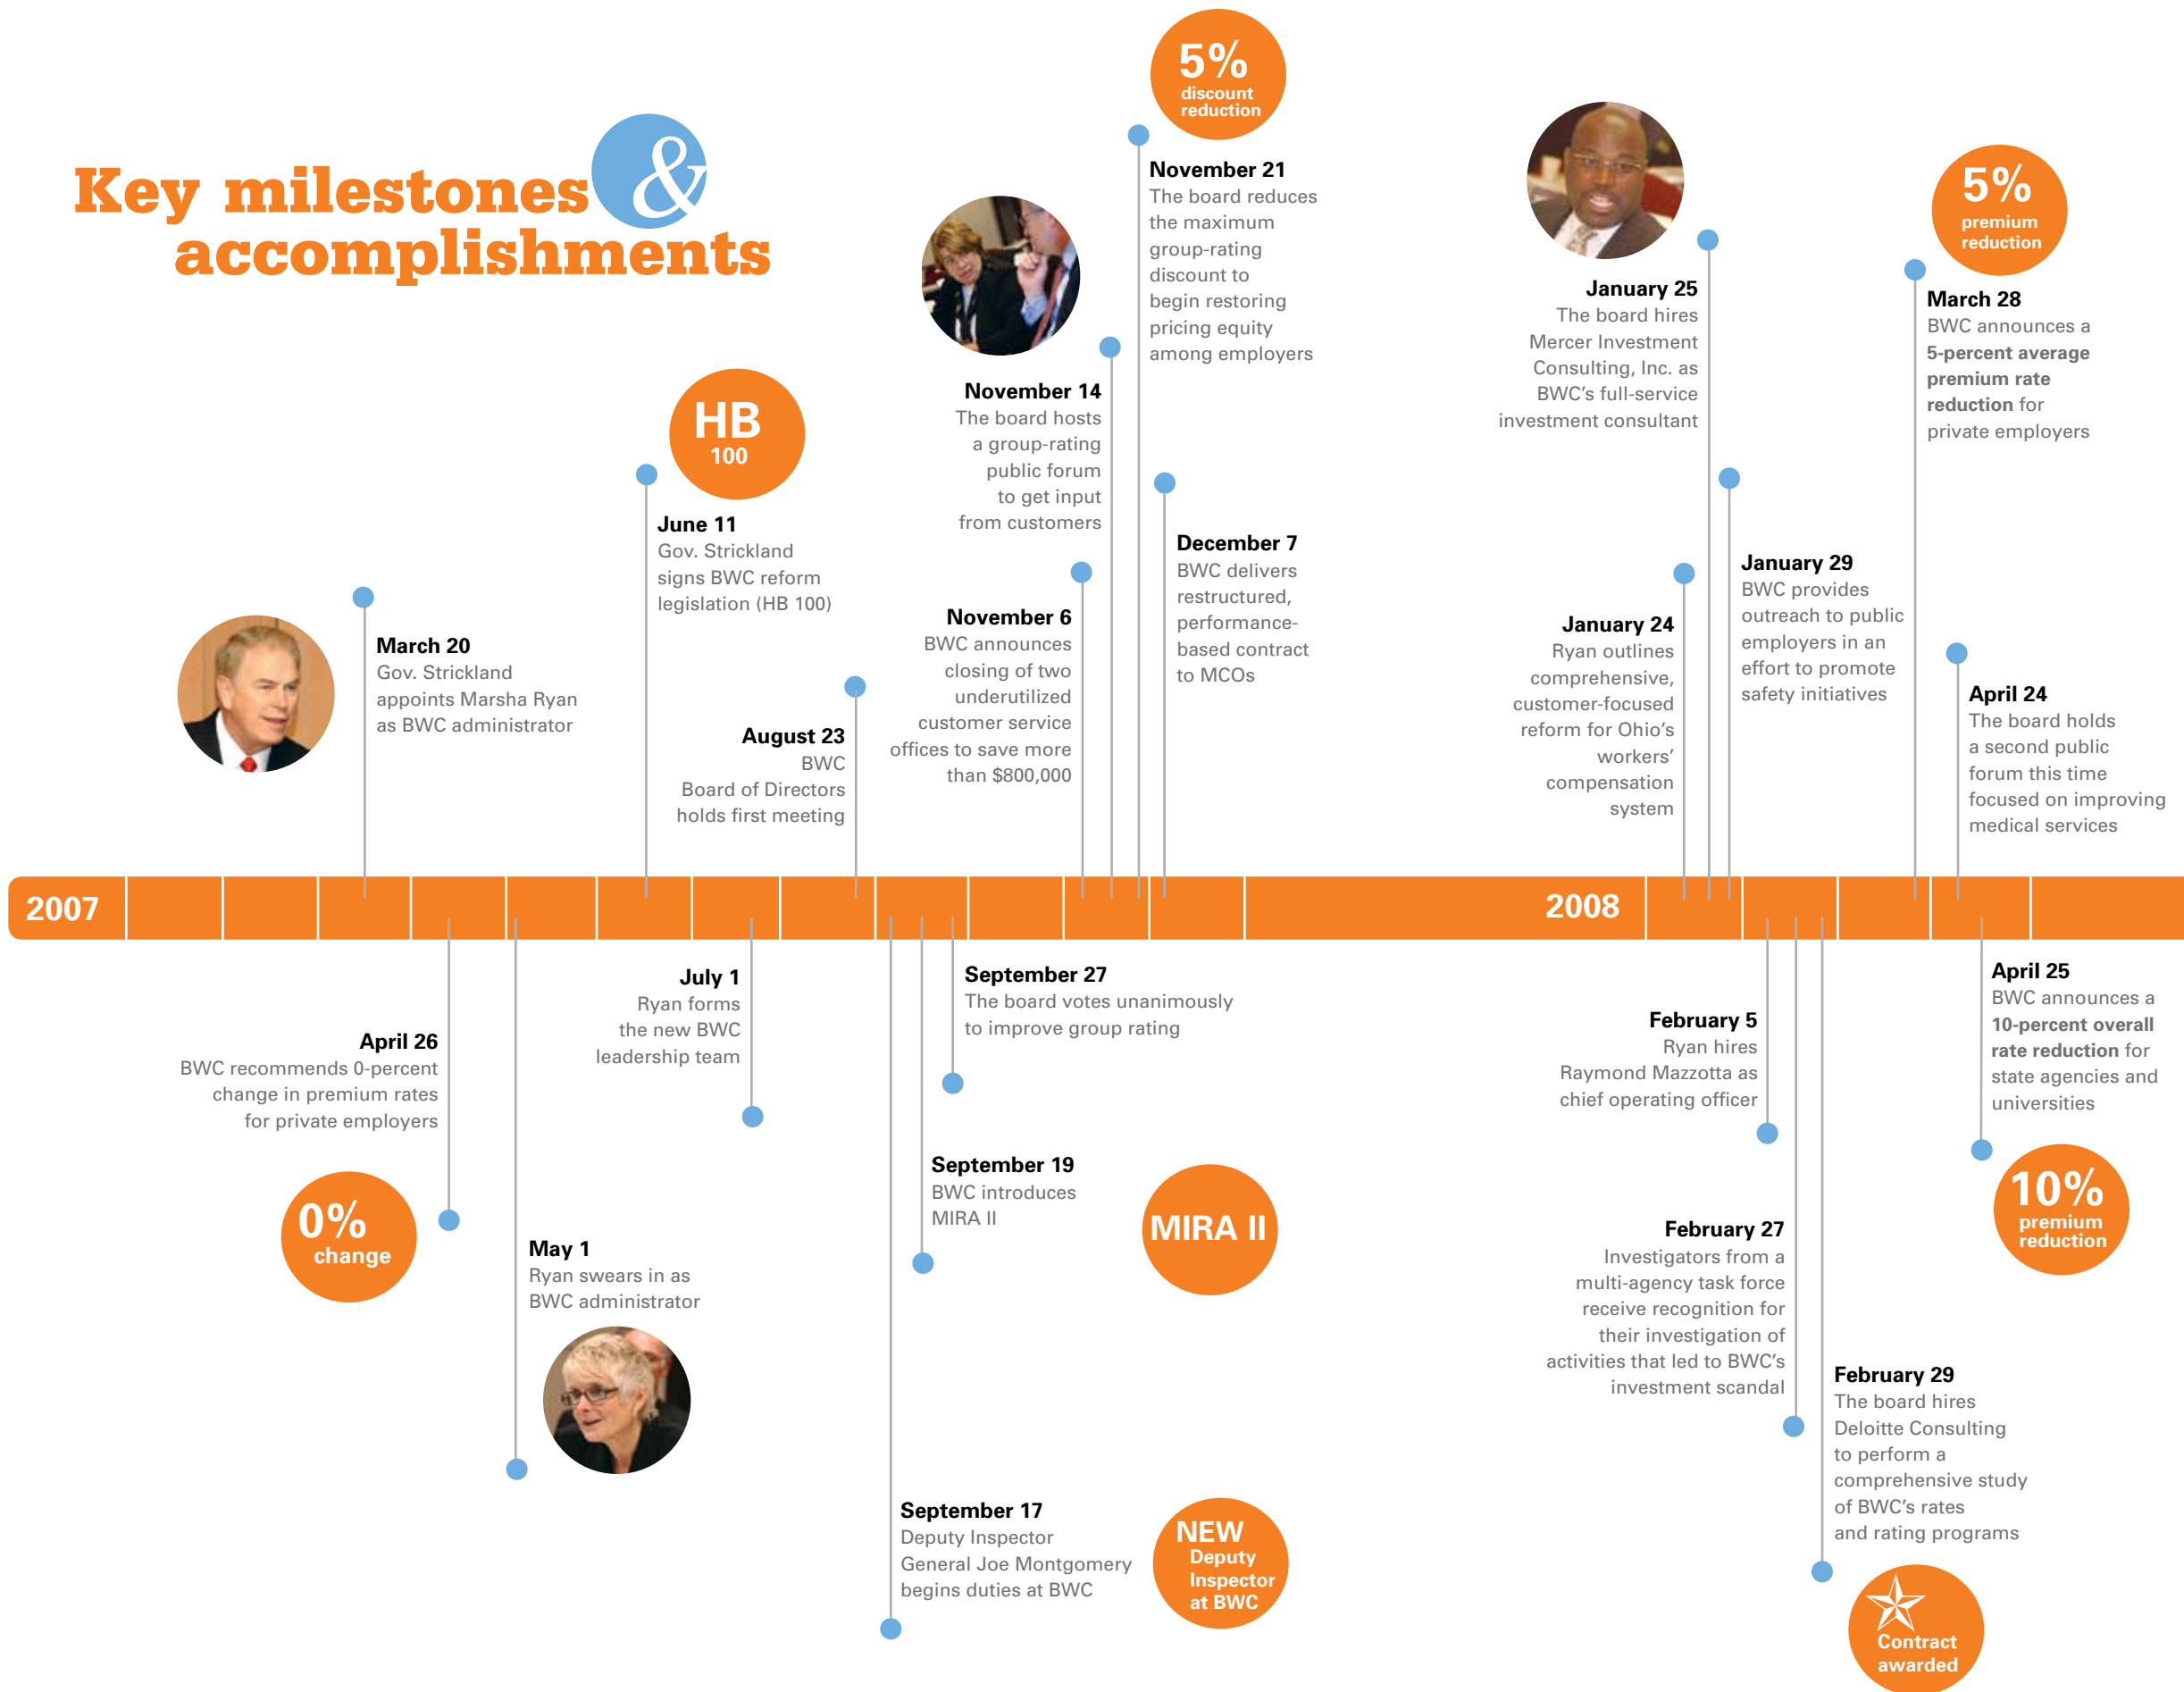 Key milestones &
accomplishments
5%
discount
reduction
November 21
The board reduces
the maximum
group-rating
discount to
begin restoring
pricing equity
among employers
5%
premium
reduction
January 25
The board hires
Mercer Investment
Consulting, Inc. as
BWC's full-service
investment consultant
March 28
BWC announces a
5-percent average
premium rate
reduction for
private employers
HB
100
November 14
The board hosts
a group-rating
public forum
to get input
from customers
June 11
Gov. Strickland
signs BWC reform
legislation (HB 100)
December 7
BWC delivers
restructured,
performance-
based contract
to MCOs
January 29
BWC provides
outreach to public
employers in an
effort to promote
safety initiatives
March 20
Gov. Strickland
appoints Marsha Ryan
as BWC administrator
November 6
BWC announces
closing of two
underutilized
customer service
offices to save more
than $800,000
January 24
Ryan outlines
comprehensive,
customer-focused
reform for Ohio's
workers'
compensation
system
August 23
BWC
Board of Directors
holds first meeting
April 24
The board holds
a second public
forum this time
focused on improving
medical services
2007
2008
April 26
BWC recommends 0-percent
change in premium rates
for private employers
0%
change
July 1
Ryan forms
the new BWC
leadership team
September 27
The board votes unanimously
to improve group rating
February 5
Ryan hires
Raymond Mazzotta as
chief operating officer
April 25
BWC announces a
10-percent overall
rate reduction for
state agencies and
universities
10%
premium
reduction
September 19
BWC introduces
MIRA II
MIRA II
May 1
Ryan swears in as
BWC administrator
February 27
Investigators from a
multi-agency task force
receive recognition for
their investigation of
activities that led to BWC's
investment scandal
February 29
The board hires
Deloitte Consulting
to perform a
comprehensive study
of BWC's rates
and rating programs
September 17
Deputy Inspector
General Joe Montgomery
begins duties at BWC
NEW
Deputy
Inspector
at BWC
Contract
awarded